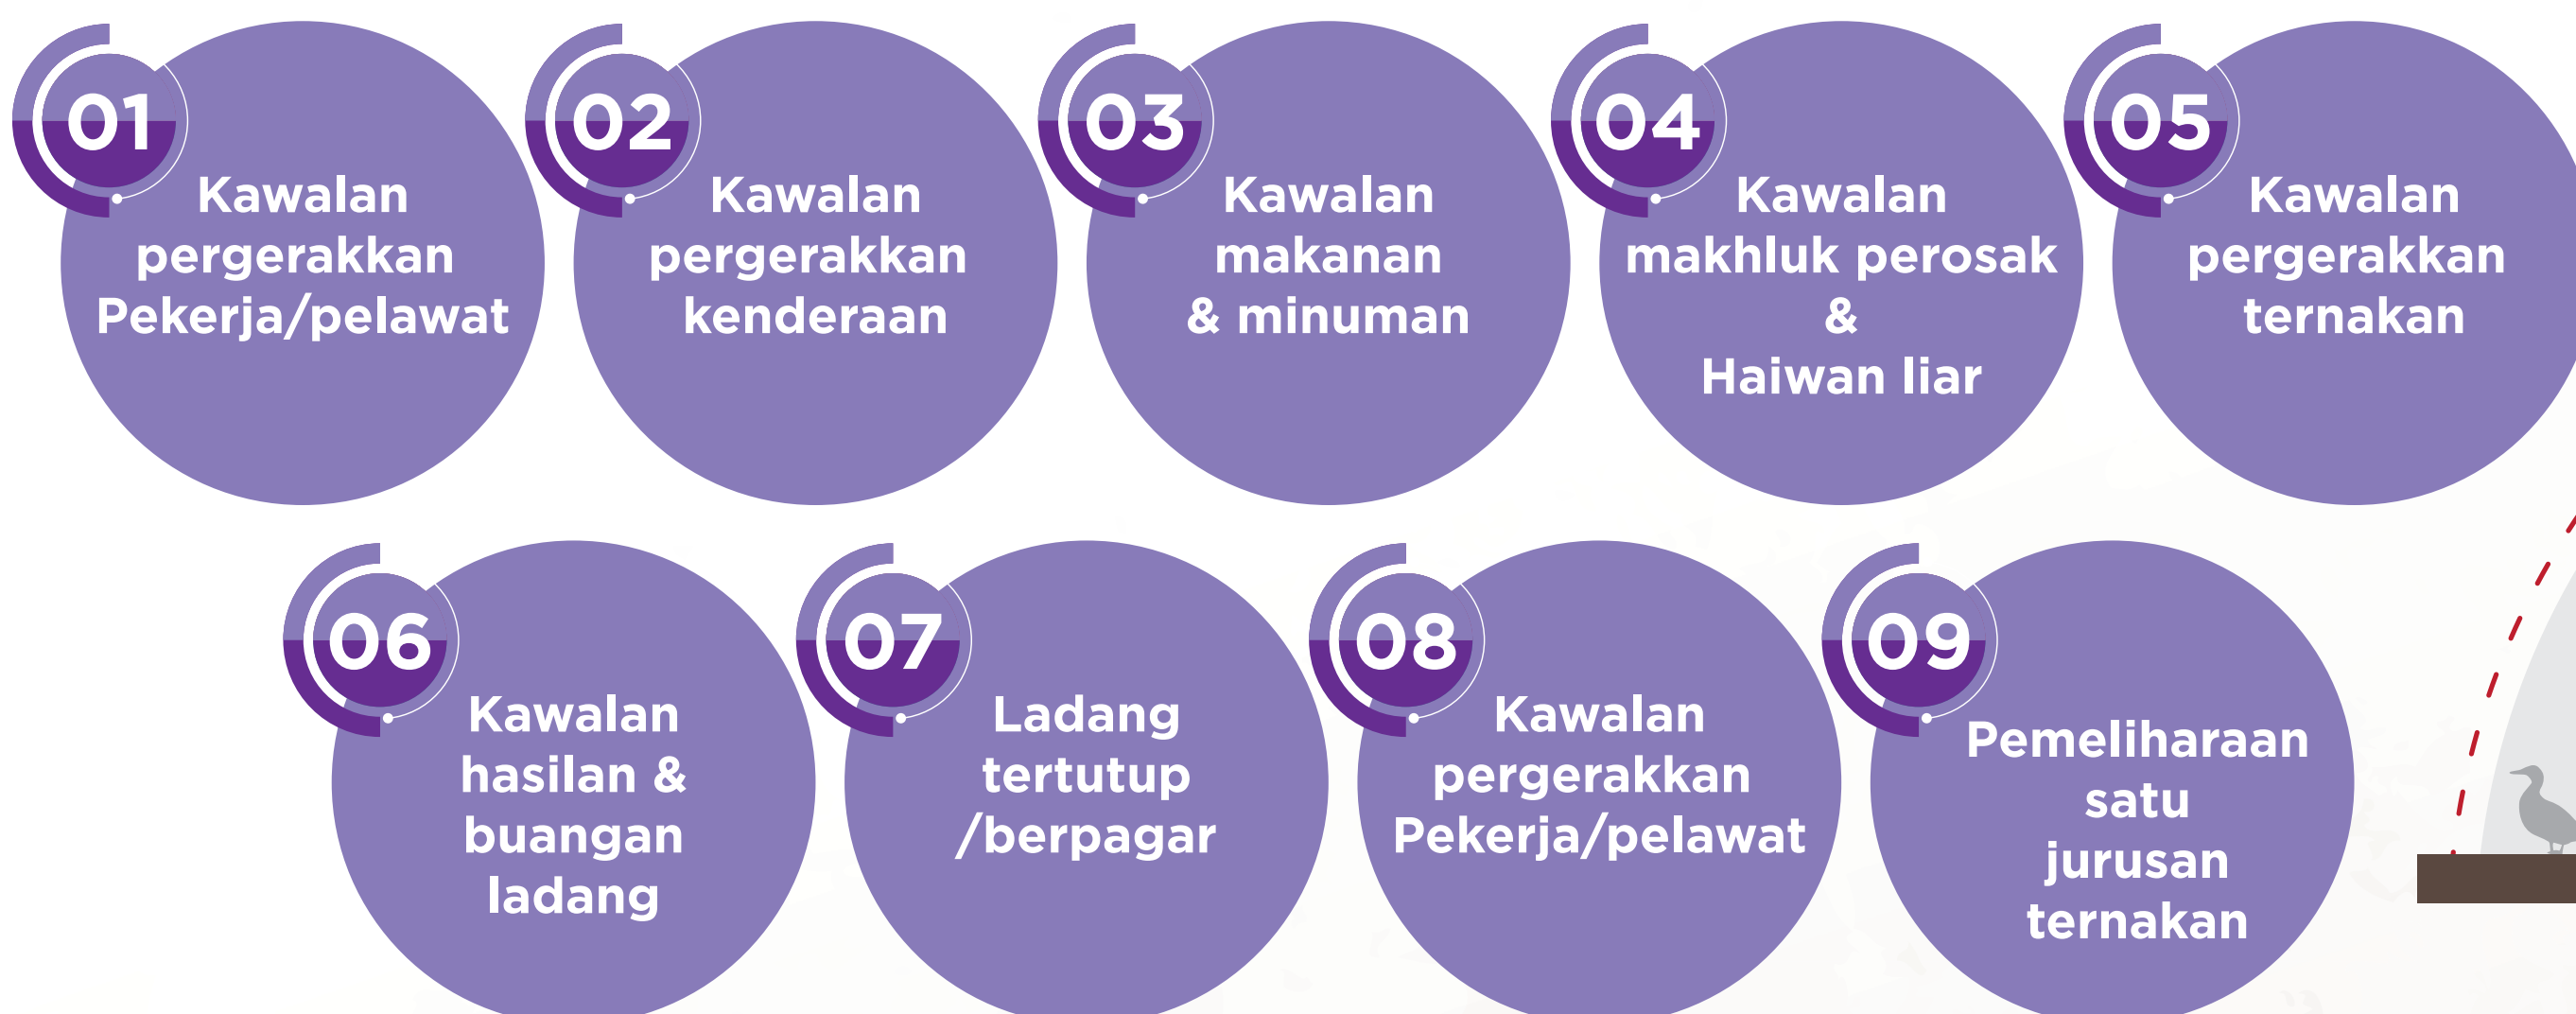 01
Kawalan
pergerakkan
Pekerja/pelawat
02
Kawalan
pergerakkan
kenderaan
03
Kawalan
makanan
& minuman
04
Kawalan
makhluk perosak
&
Haiwan liar
05
Kawalan
pergerakkan
ternakan
06
Kawalan
hasilan &
buangan
ladang
07
Ladang
tertutup
/berpagar
08
Kawalan
pergerakkan
Pekerja/pelawat
09
Pemeliharaan
satu
jurusan
ternakan